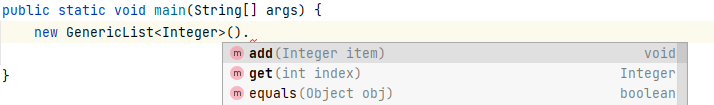 public static void main(String[] args) {
new GenericList<Integer>().
m add(Integer item) void
m get(int index) Integer
m equals(Object obj) boolean
}